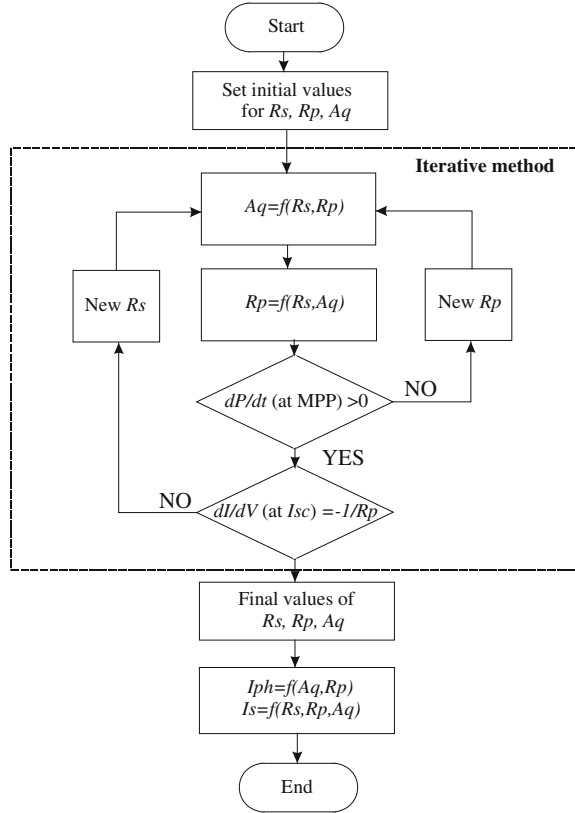 Start
Set initial values
for Rs, Rp, Aq
Iterative method
Aq=f(Rs,Rp)
New Rs
Rp=f(Rs,Aq)
New Rp
dP/dt (at MPP) >0
NO
YES
NO
dI/dV (at Isc) =-1/Rp
Final values of
Rs, Rp, Aq
Iph=f(Aq,Rp)
Is=f(Rs,Rp,Aq)
End